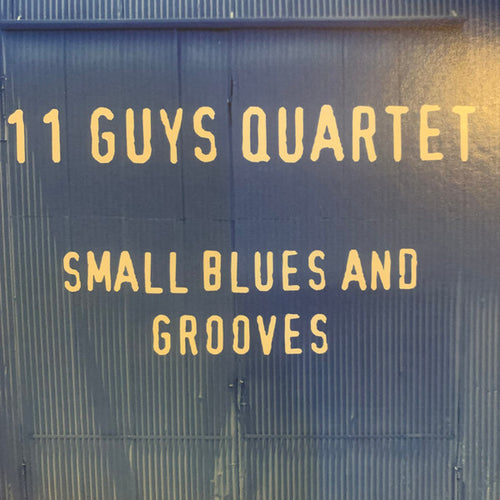 11 GUYS QUARTET
SMALL BLUES AND
GROOVES